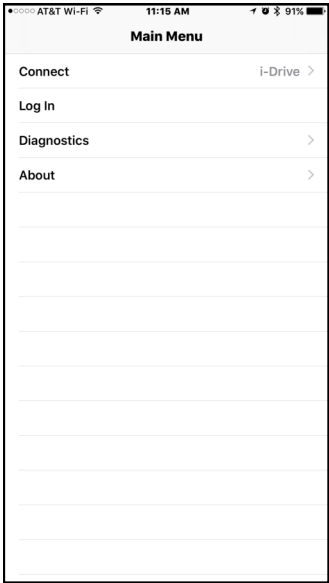 AT&T Wi-Fi 11:15 AM 91%
Main Menu
Connect i-Drive
Log In
Diagnostics
About